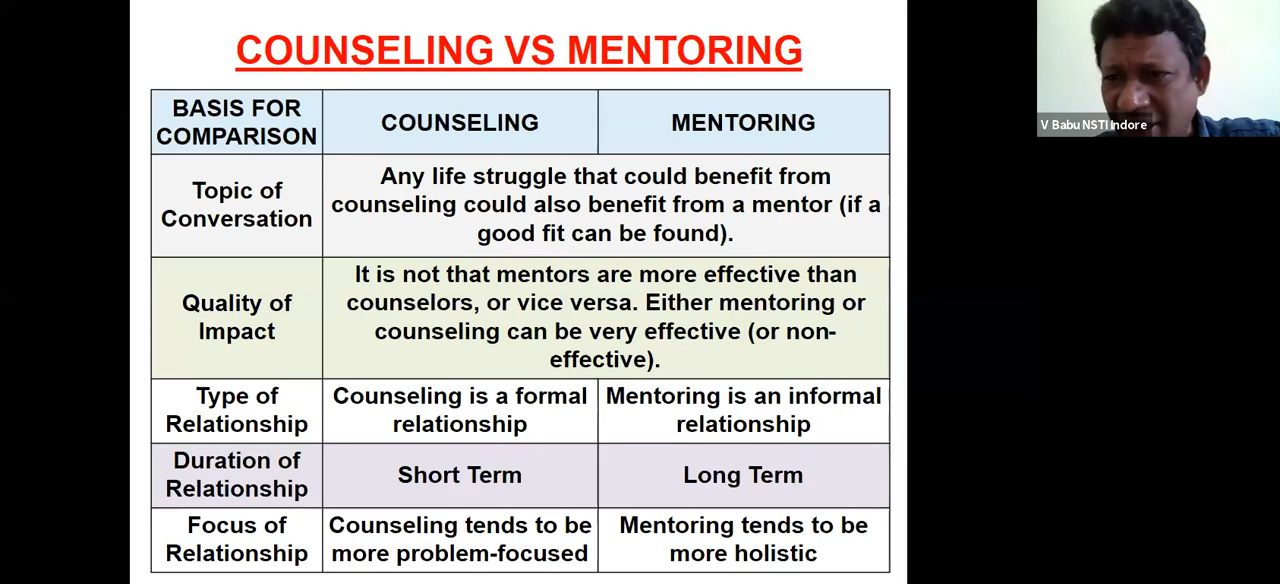 COUNSELING VS MENTORING
BASIS FOR
COMPARISON
COUNSELING
MENTORING
Topic of
Conversation
Any life struggle that could benefit from
counseling could also benefit from a mentor (if a
good fit can be found).
Quality of
Impact
It is not that mentors are more effective than
counselors, or vice versa. Either mentoring or
counseling can be very effective (or non-
effective).
Type of
Relationship
Counseling is a formal
relationship
Mentoring is an informal
relationship
Duration of
Relationship
Short Term
Long Term
Focus of
Relationship
Counseling tends to be
more problem-focused
Mentoring tends to be
more holistic
V Babu NSTI Indore